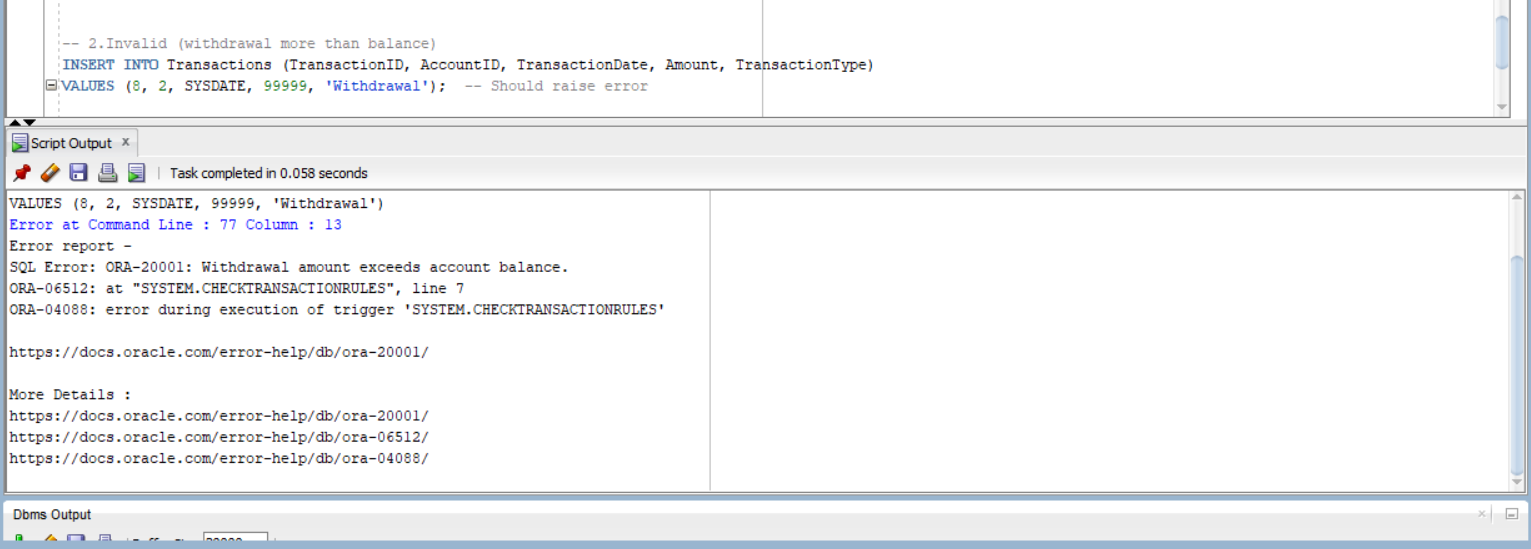 -- 2.Invalid (withdrawal more than balance)
INSERT INTO Transactions (TransactionID, AccountID, TransactionDate, Amount, TransactionType)
VALUES (8, 2, SYSDATE, 99999, 'Withdrawal');  -- Should raise error
Script Output x
Task completed in 0.058 seconds
VALUES (8, 2, SYSDATE, 99999, 'Withdrawal')
Error at Command Line : 77 Column : 13
Error report -
SQL Error: ORA-20001: Withdrawal amount exceeds account balance.
ORA-06512: at "SYSTEM.CHECKTRANSACTIONRULES", line 7
ORA-04088: error during execution of trigger 'SYSTEM.CHECKTRANSACTIONRULES'
https://docs.oracle.com/error-help/db/ora-20001/
More Details :
https://docs.oracle.com/error-help/db/ora-20001/
https://docs.oracle.com/error-help/db/ora-06512/
https://docs.oracle.com/error-help/db/ora-04088/
Dbms Output